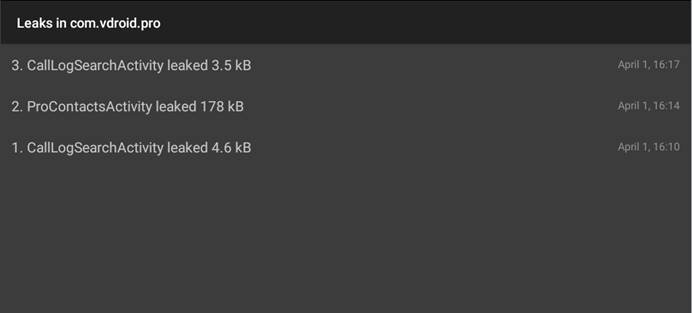 Leaks in com.vdroid.pro
3. CallLogSearchActivity leaked 3.5 kB April 1, 16:17
2. ProContactsActivity leaked 178 kB April 1, 16:14
1. CallLogSearchActivity leaked 4.6 kB April 1, 16:10